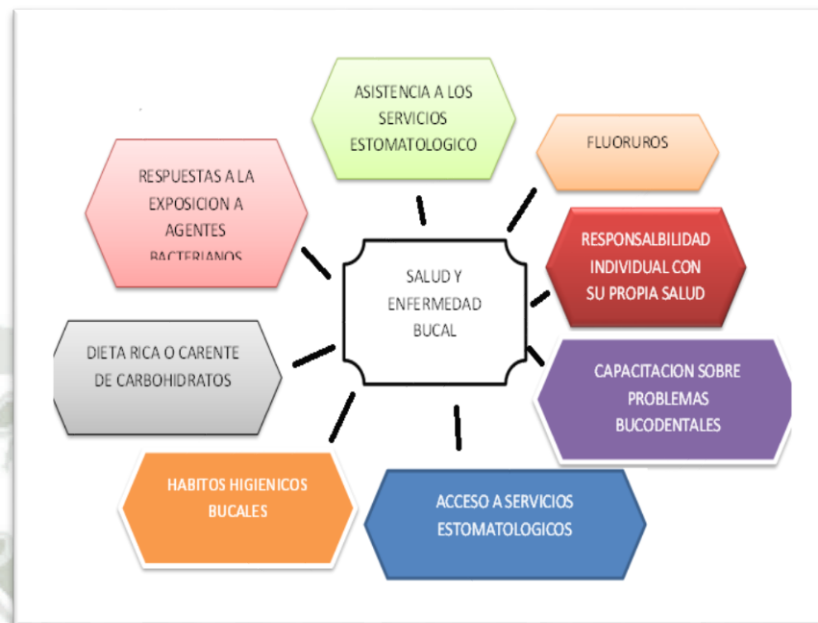 ASISTENCIA A LOS
SERVICIOS
ESTOMATOLOGICO
FLUORUROS
RESPUESTAS A LA
EXPOSICION A
AGENTES
BACTERIANOS
RESPONSALBILIDAD
INDIVIDUAL CON
SU PROPIA SALUD
SALUD Y
ENFERMEDAD
BUCAL
DIETA RICA O CARENTE
DE CARBOHIDRATOS
CAPACITACION SOBRE
PROBLEMAS
BUCODENTALES
HABITOS HIGIENICOS
BUCALES
ACCESO A SERVICIOS
ESTOMATOLOGICOS